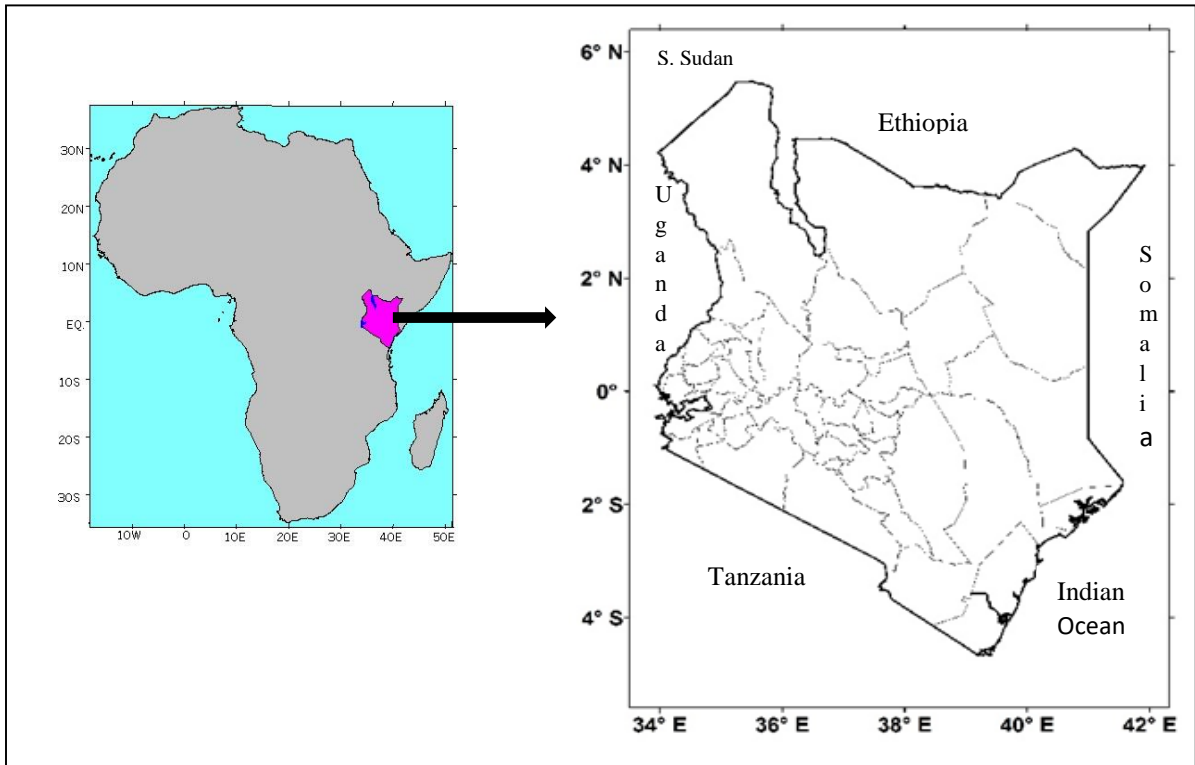 30N
20N
10N
EQ.
10S
20S
30S
10W 0 10E 20E 30E 40E 50E
6° N
4° N
2° N
0°
2° S
4° S
34° E 36° E 38° E 40° E 42° E
S. Sudan
Ethiopia
U
g
a
n
d
a
S
o
m
a
l
i
a
Tanzania
Indian
Ocean